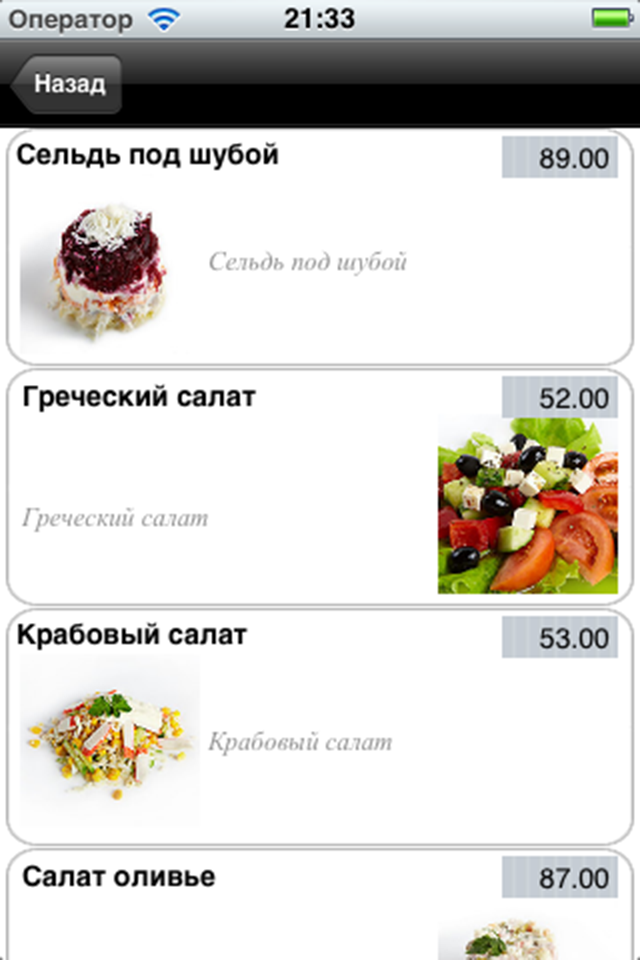 Оператор 21:33
Назад
Сельдь под шубой 89.00
Сельдь под шубой
Греческий салат 52.00
Греческий салат
Крабовый салат 53.00
Крабовый салат
Салат оливье 87.00